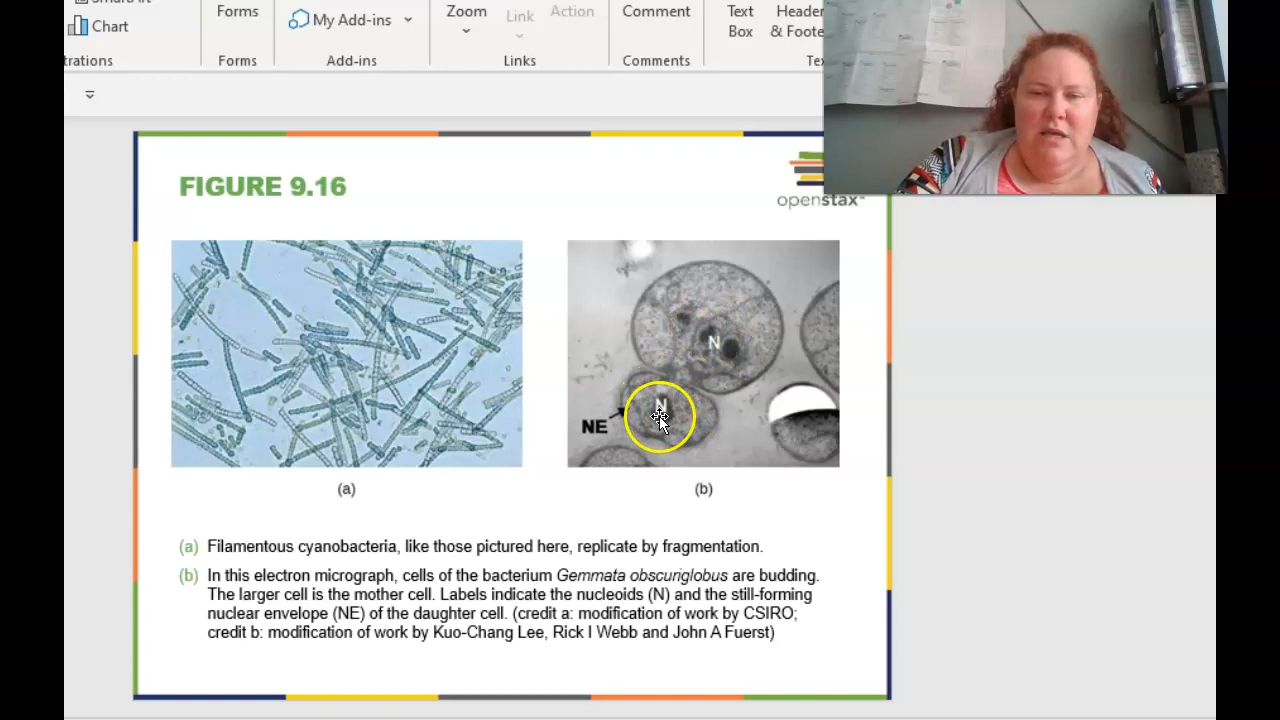 SmartArt
Chart
trations
Forms
Forms
My Add-ins
Add-ins
Zoom
Link
Action
Links
Comment
Comments
Text
Box
Header
& Foote
Tex
FIGURE 9.16
openstax™
N
N
NE
(a)
(b)
(a) Filamentous cyanobacteria, like those pictured here, replicate by fragmentation.
(b) In this electron micrograph, cells of the bacterium Gemmata obscuriglobus are budding.
The larger cell is the mother cell. Labels indicate the nucleoids (N) and the still-forming
nuclear envelope (NE) of the daughter cell. (credit a: modification of work by CSIRO;
credit b: modification of work by Kuo-Chang Lee, Rick I Webb and John A Fuerst)